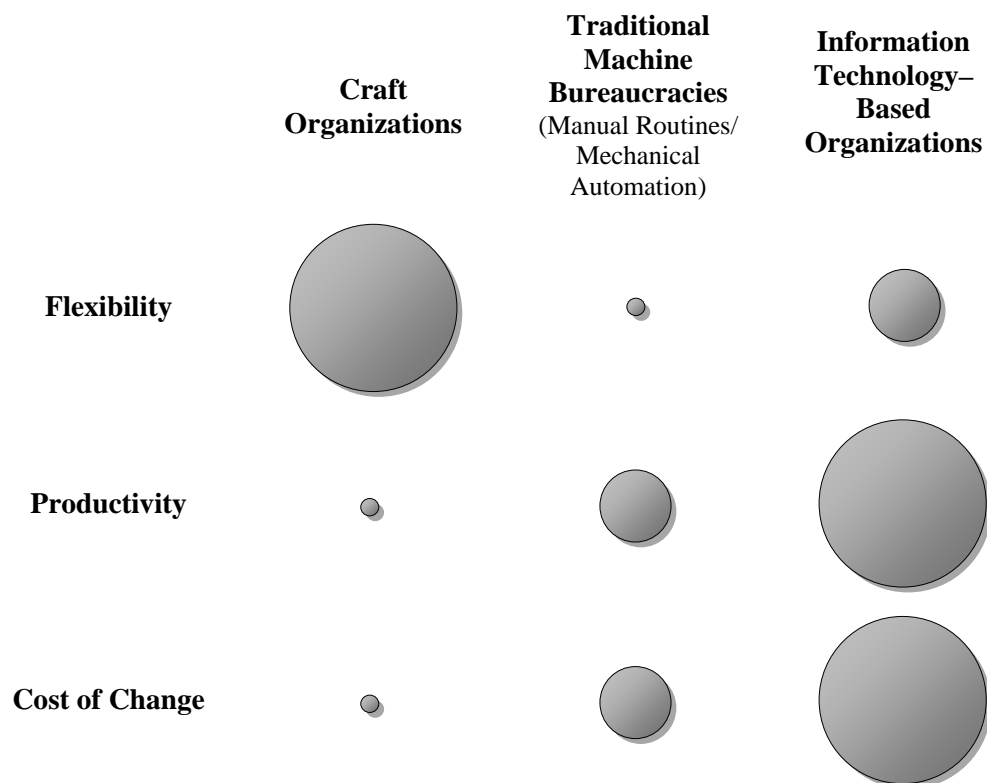 Craft
Organizations
Traditional
Machine
Bureaucracies
(Manual Routines/
Mechanical
Automation)
Information
Technology–
Based
Organizations
Flexibility
Productivity
Cost of Change